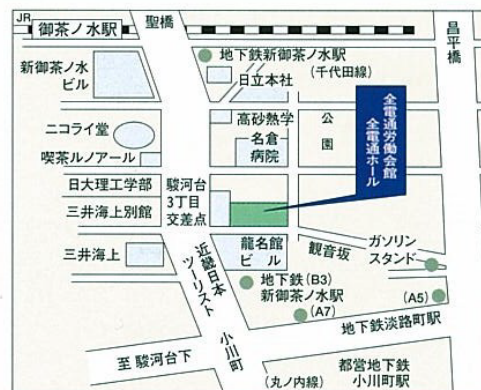 JR
御茶ノ水駅
聖橋
昌平橋
地下鉄新御茶ノ水駅
(千代田線)
新御茶ノ水
ビル
日立本社
全電通労働会館
全電通ホール
高砂熱学
公園
ニコライ堂
名倉
病院
喫茶ルノアール
日大理工学部
駿河台
3丁目
交差点
三井海上別館
三井海上
近畿日本
ツーリスト
龍名館
ビル
観音坂
ガソリン
スタンド
地下鉄(B3)
新御茶ノ水駅
(A5)
(A7)
小川町
地下鉄淡路町駅
至 駿河台下
(丸ノ内線)
都営地下鉄
小川町駅